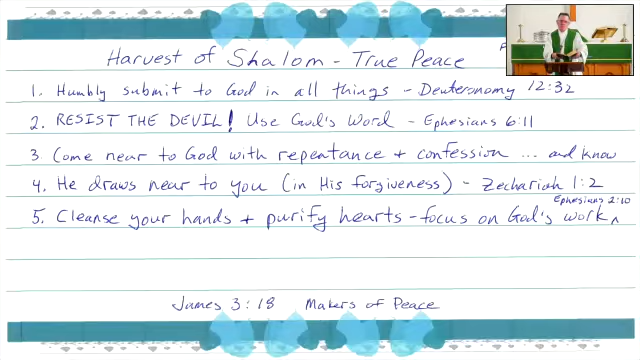 Harvest of Shalom - True Peace
1. Humbly submit to God in all things - Deuteronomy 12:32
2. RESIST THE DEVIL! Use God's Word - Ephesians 6:11
3. Come near to God with repentance + confession ... and know
4. He draws near to you (in His forgiveness) - Zechariah 1:2
Ephesians 2:10
5. Cleanse your hands + purify hearts - focus on God's work ^
James 3:18 Makers of Peace